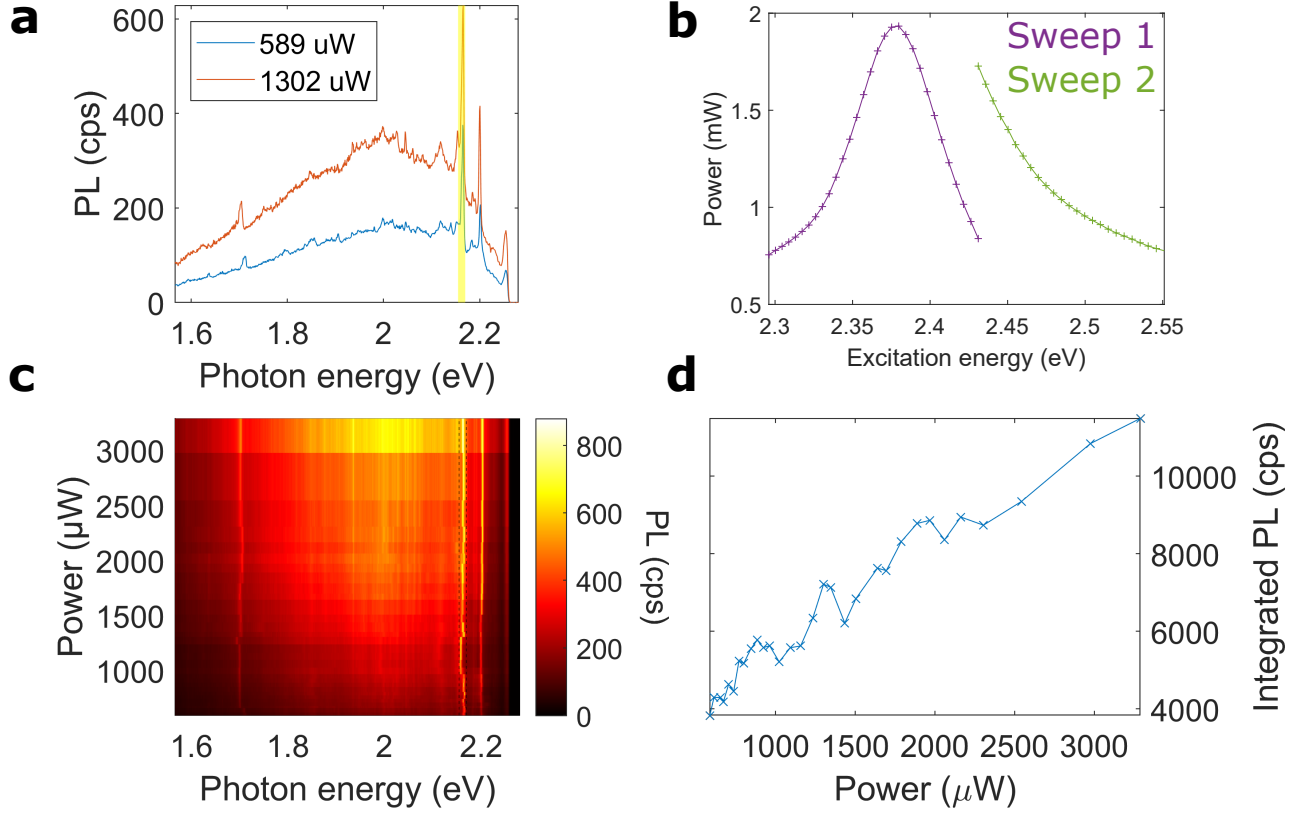 a
600
400
200
0
PL (cps)
589 uW
1302 uW
1.6 1.8 2 2.2
Photon energy (eV)
b
2
1.5
1
0.5
Power (mW)
Sweep 1
Sweep 2
2.3 2.35 2.4 2.45 2.5 2.55
Excitation energy (eV)
c
3000
2500
2000
1500
1000
Power (μW)
1.6 1.8 2 2.2
Photon energy (eV)
800
600
400
200
0
PL (cps)
d
10000
8000
6000
4000
Integrated PL (cps)
1000 1500 2000 2500 3000
Power (μW)